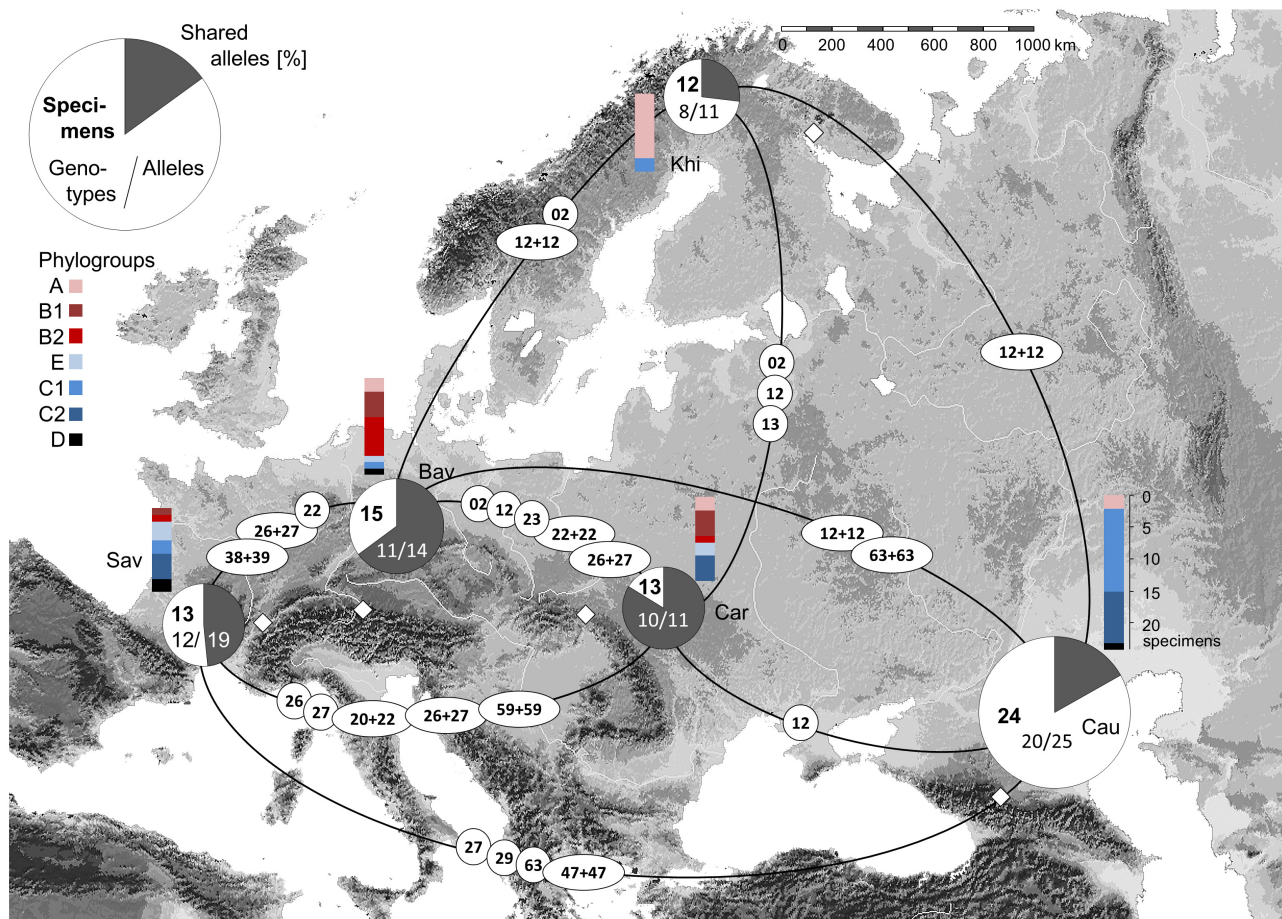 Shared
alleles [%]
Speci-
mens
Geno-
types
Alleles
0 200 400 600 800 1000 km
12
8/11
Khi
02
12+12
Phylogroups
A
B1
B2
E
C1
C2
D
12+12
02
12
13
Bav
15
11/14
22
26+27
38+39
02
12
23
22+22
26+27
12+12
63+63
Sav
13
12/ 19
13
10/11
Car
0
5
10
15
20
specimens
26
27
20+22
26+27
59+59
12
24
20/25
Cau
27
29
63
47+47